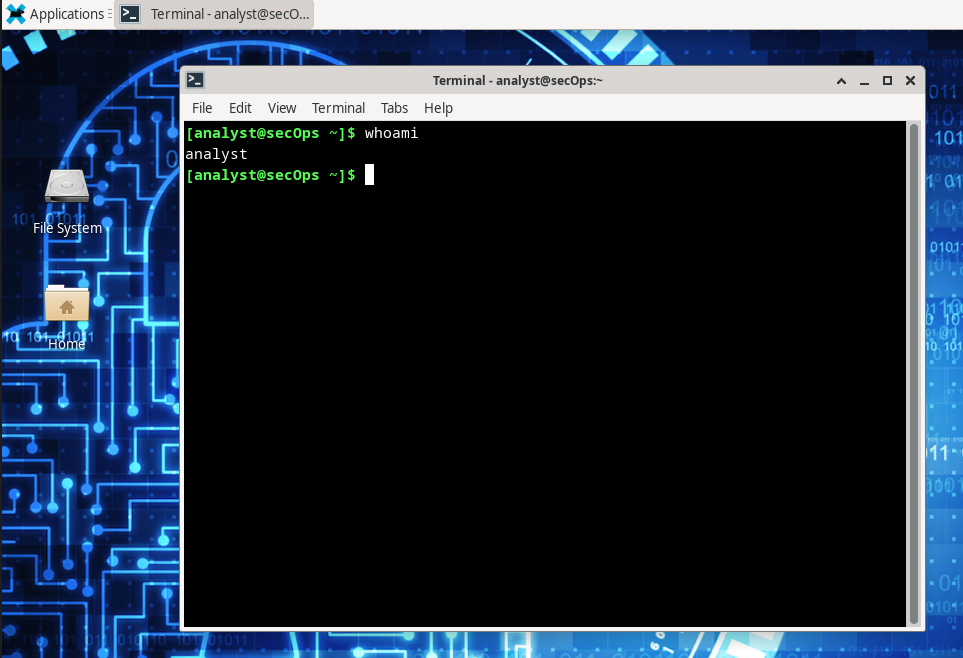 Applications
Terminal - analyst@secO...
Terminal - analyst@secOps:~
File Edit View Terminal Tabs Help
[analyst@secOps ~]$ whoami
analyst
[analyst@secOps ~]$
File System
Home